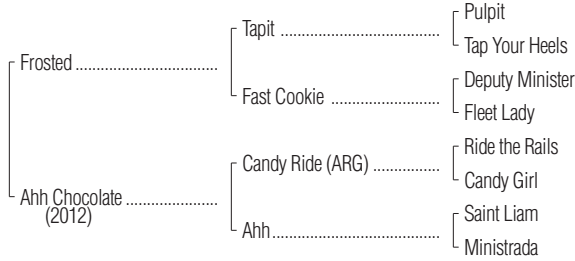 Pulpit
Tapit
Tap Your Heels
Frosted
Deputy Minister
Fast Cookie
Fleet Lady
Ride the Rails
Candy Ride (ARG)
Candy Girl
Ahh Chocolate
(2012)
Saint Liam
Ahh
Ministrada